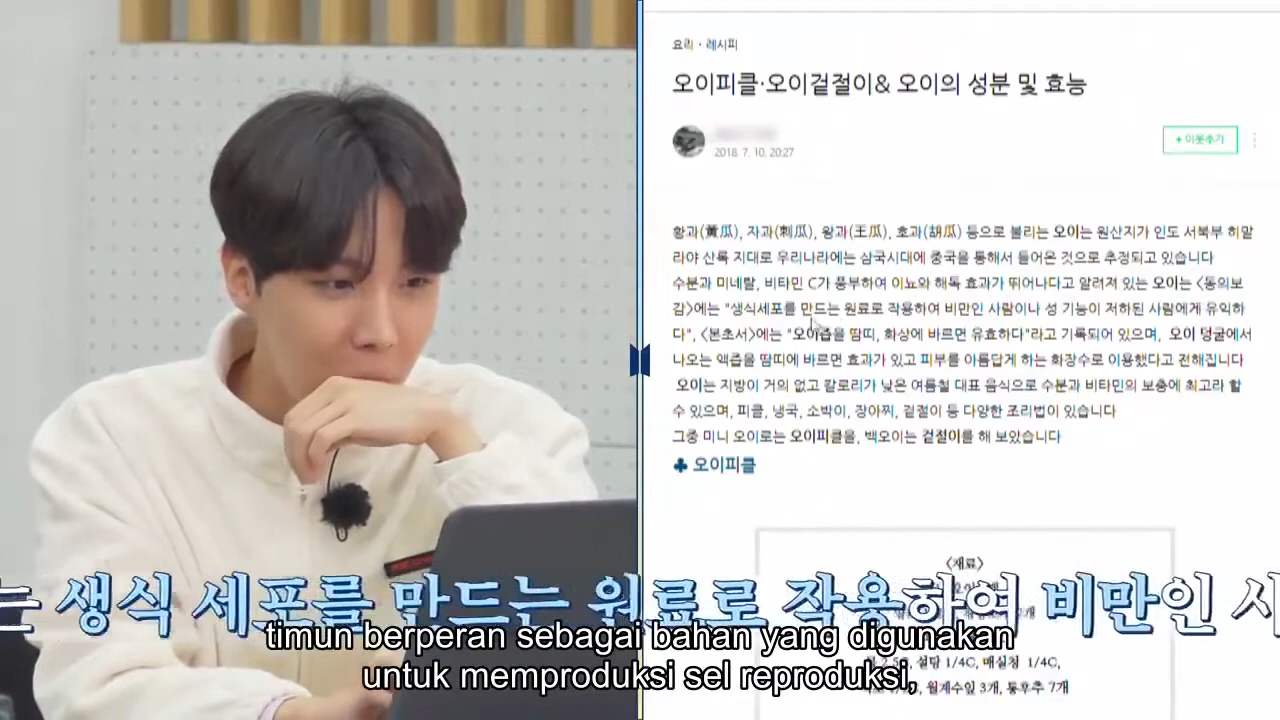 요리・레시피
오이피클·오이겉절이& 오이의 성분 및 효능
2018. 7. 10. 20:27
+ 이웃추가
황과(黃瓜), 자과(刺瓜), 왕과(王瓜), 호과(胡瓜) 등으로 불리는 오이는 원산지가 인도 서북부 히말
라야 산록 지대로 우리나라에는 삼국시대에 중국을 통해서 들어온 것으로 추정되고 있습니다
수분과 미네랄, 비타민 C가 풍부하여 이뇨와 해독 효과가 뛰어나다고 알려져 있는 오이는 <동의보
감>에는 "생식세포를 만드는 원료로 작용하여 비만인 사람이나 성 기능이 저하된 사람에게 유익하
다", <본초서>에는 "오이즙을 땀띠, 화상에 바르면 유효하다"라고 기록되어 있으며, 오이 덩굴에서
나오는 액즙을 땀띠에 바르면 효과가 있고 피부를 아름답게 하는 화장수로 이용했다고 전해집니다
오이는 지방이 거의 없고 칼로리가 낮은 여름철 대표 음식으로 수분과 비타민의 보충에 최고라 할
수 있으며, 피클, 냉국, 소박이, 장아찌, 겉절이 등 다양한 조리법이 있습니다
그중 미니 오이로는 오이피클을, 백오이는 겉절이를 해 보았습니다
♣ 오이피클
<재료>
는 생식 세포를 만드는 원료로 작용하여 비만인 사
timun berperan sebagai bahan yang digunakan
untuk memproduksi sel reproduksi,
설탕 1/4C, 매실청 1/4C,
월계수잎 3개, 통후추 7개